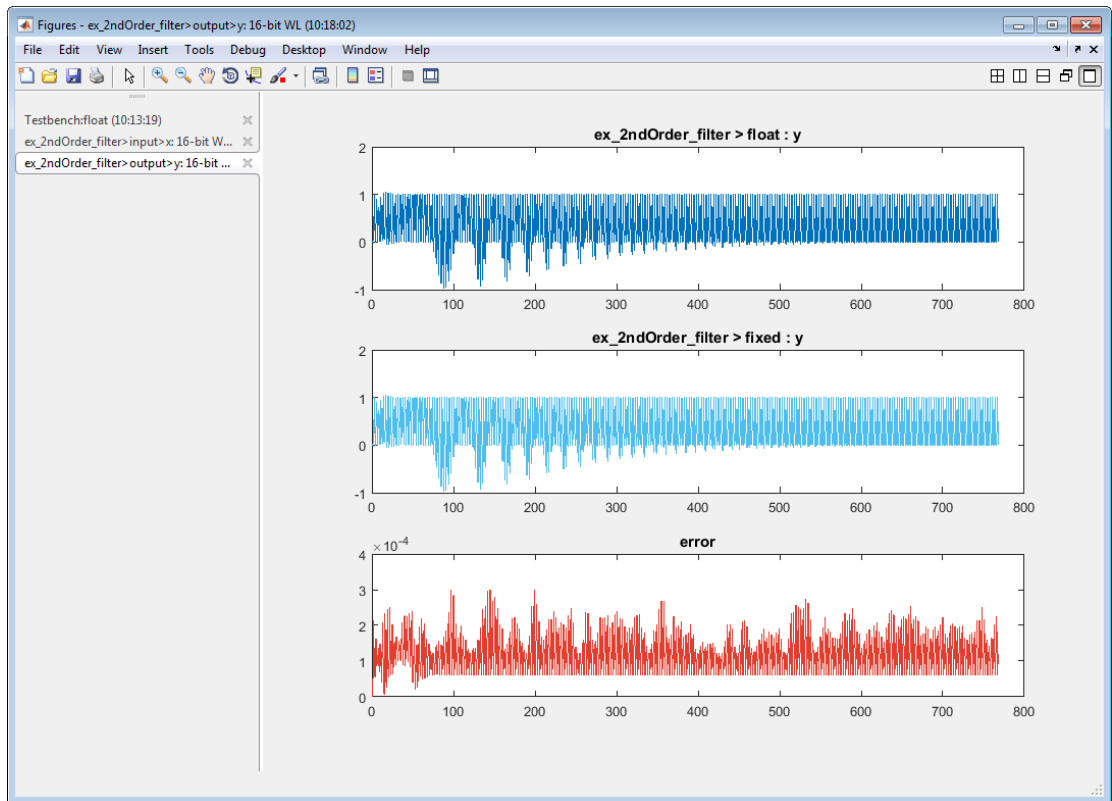 Figures - ex_2ndOrder_filter>output>y: 16-bit WL (10:18:02)
File Edit View Insert Tools Debug Desktop Window Help
Testbench:float (10:13:19)
ex_2ndOrder_filter>input>x: 16-bit W...
ex_2ndOrder_filter>output>y: 16-bit ...
ex_2ndOrder_filter > float : y
2
1
0
-1
0 100 200 300 400 500 600 700 800
ex_2ndOrder_filter > fixed : y
2
1
0
-1
0 100 200 300 400 500 600 700 800
error
×10^-4
4
3
2
1
0
0 100 200 300 400 500 600 700 800